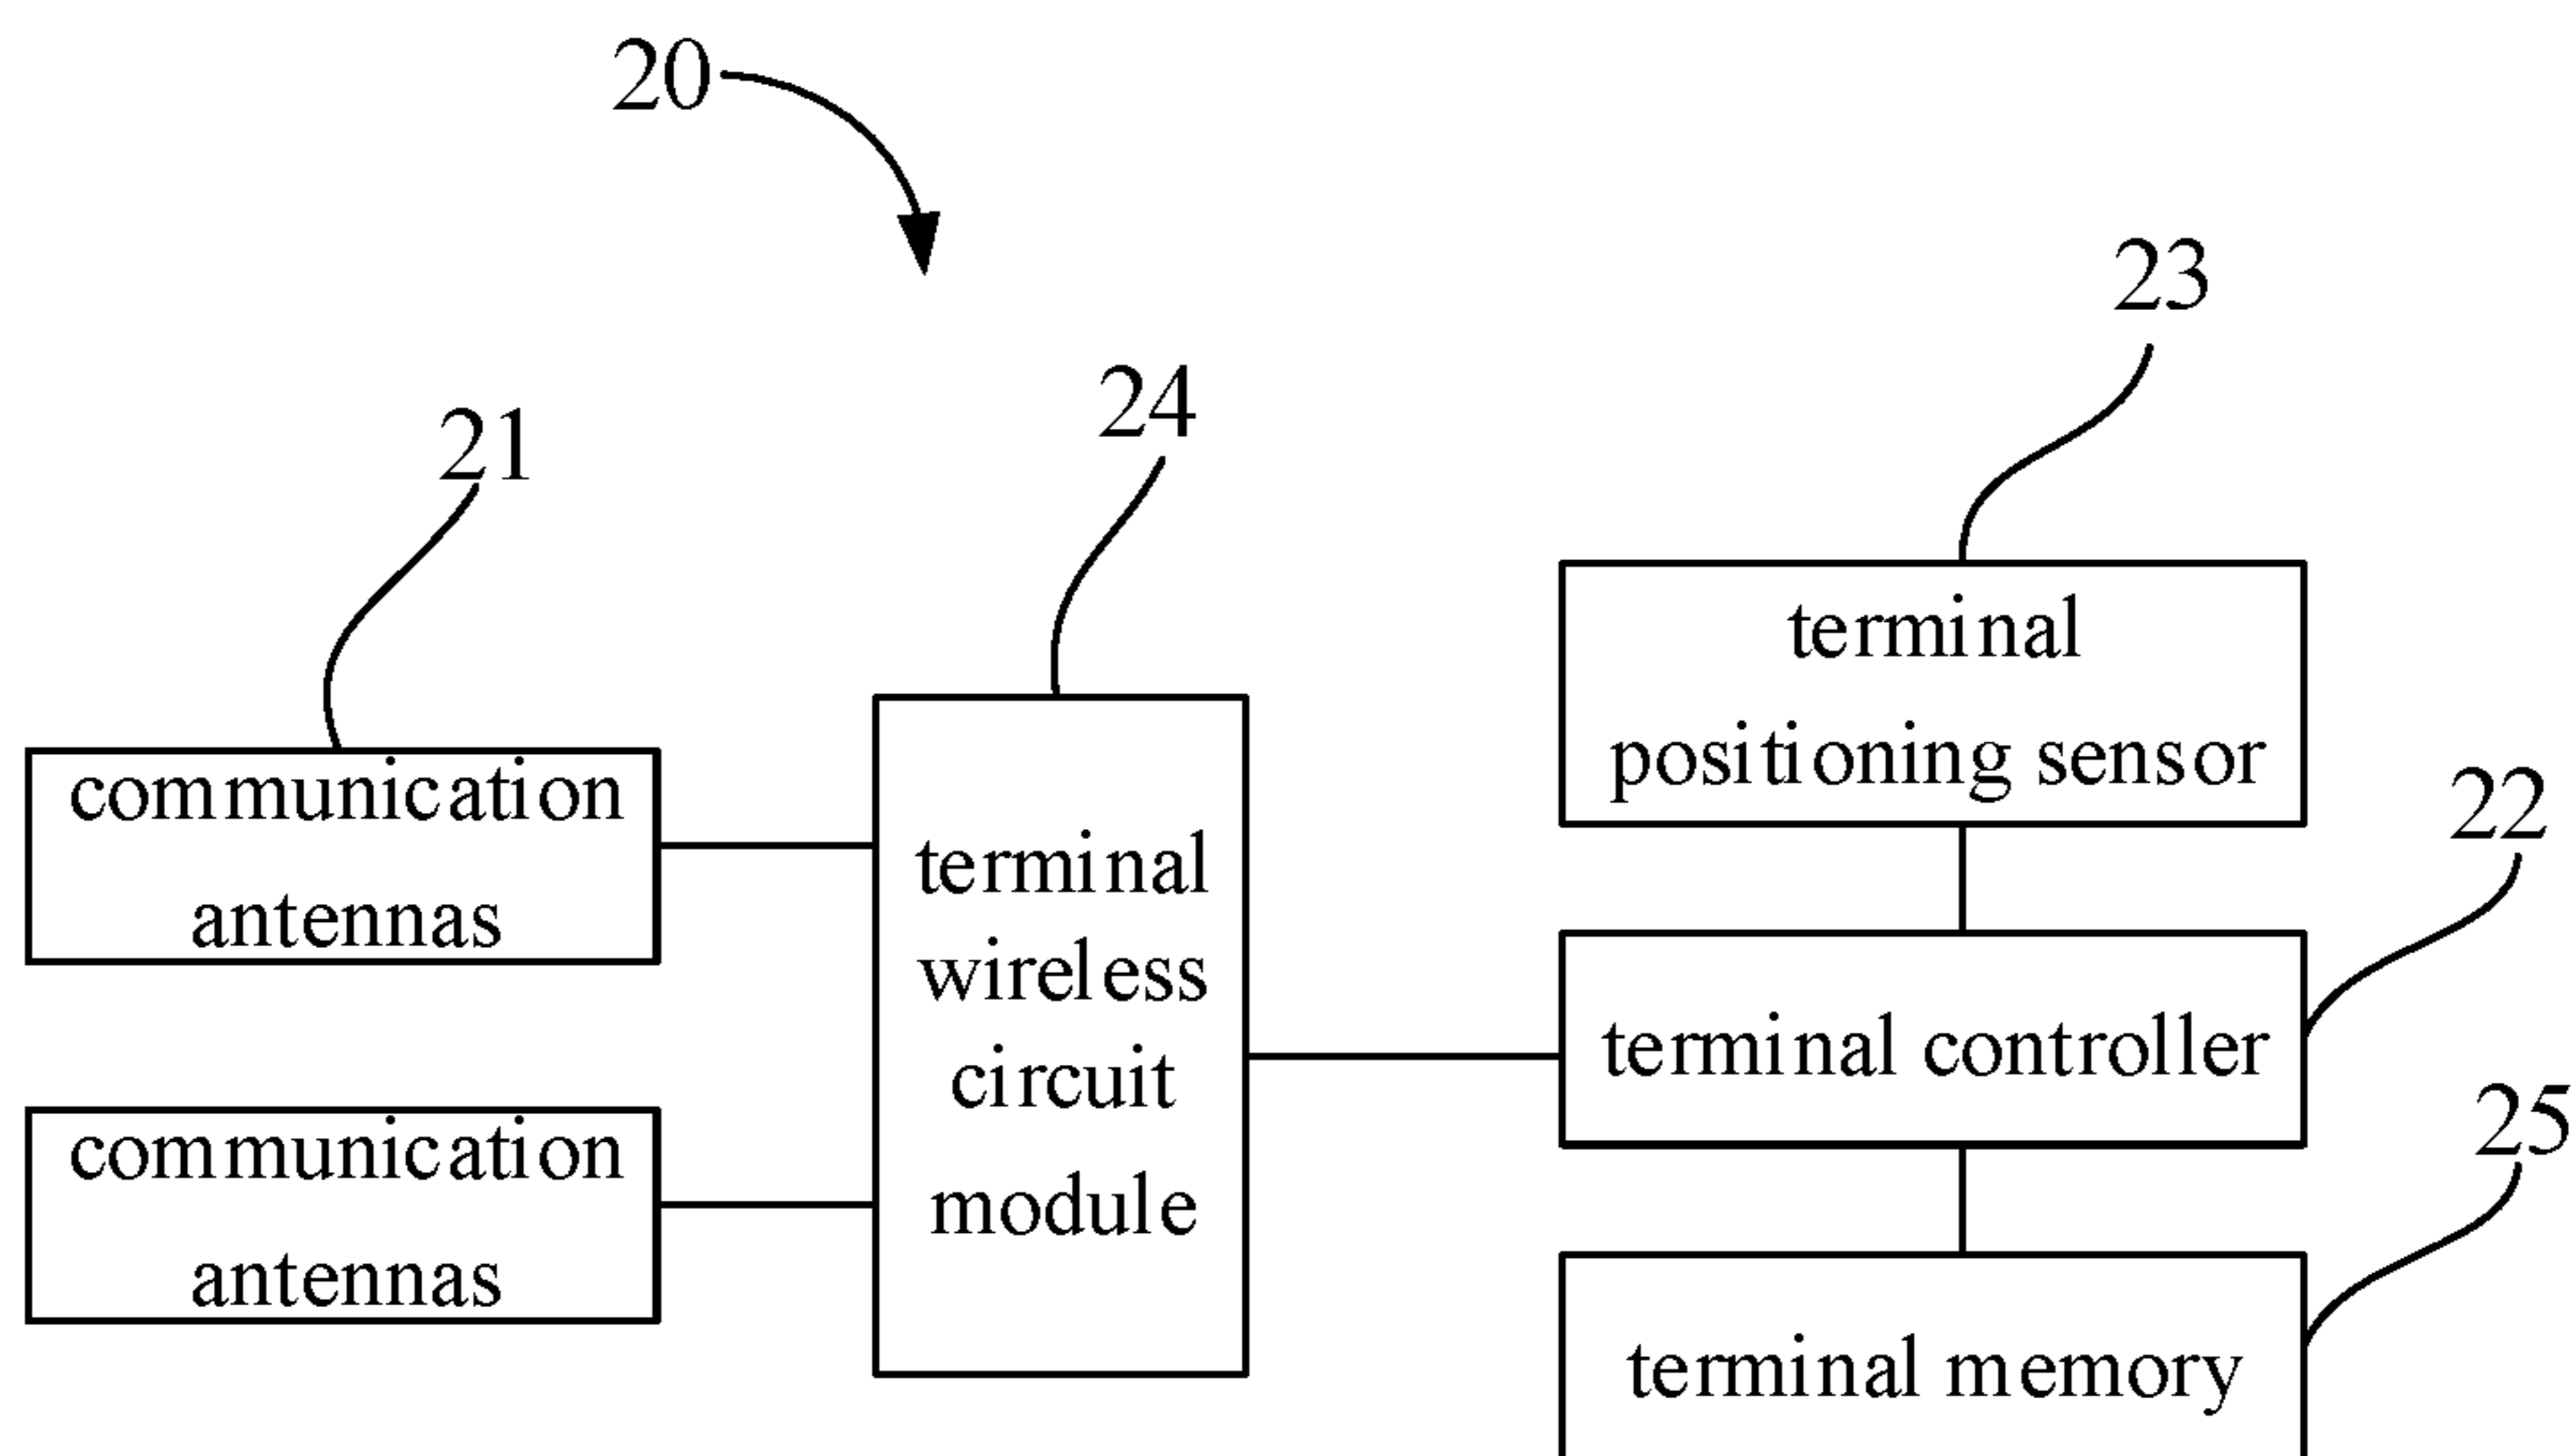 20
23
24
21
terminal
positioning sensor
22
communication
antennas
terminal
wireless
circuit
module
terminal controller
25
communication
antennas
terminal memory